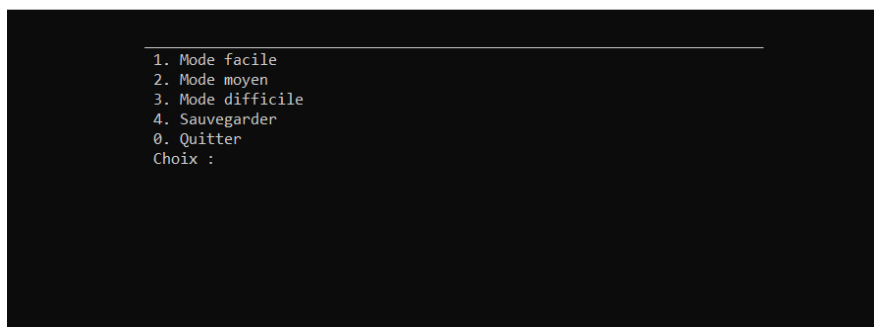 1. Mode facile
2. Mode moyen
3. Mode difficile
4. Sauvegarder
0. Quitter
Choix :